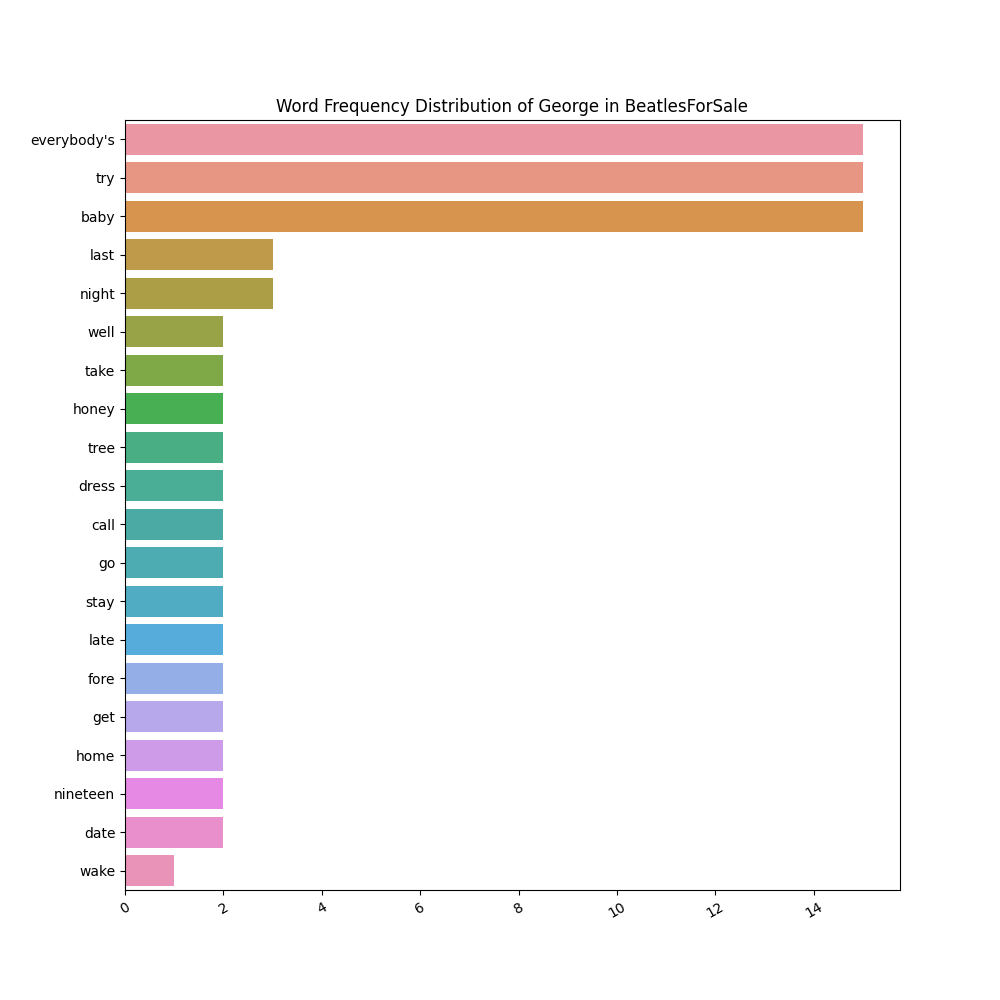 Word Frequency Distribution of George in BeatlesForSale
everybody's
try
baby
last
night
well
take
honey
tree
dress
call
go
stay
late
fore
get
home
nineteen
date
wake
0 2 4 6 8 10 12 14